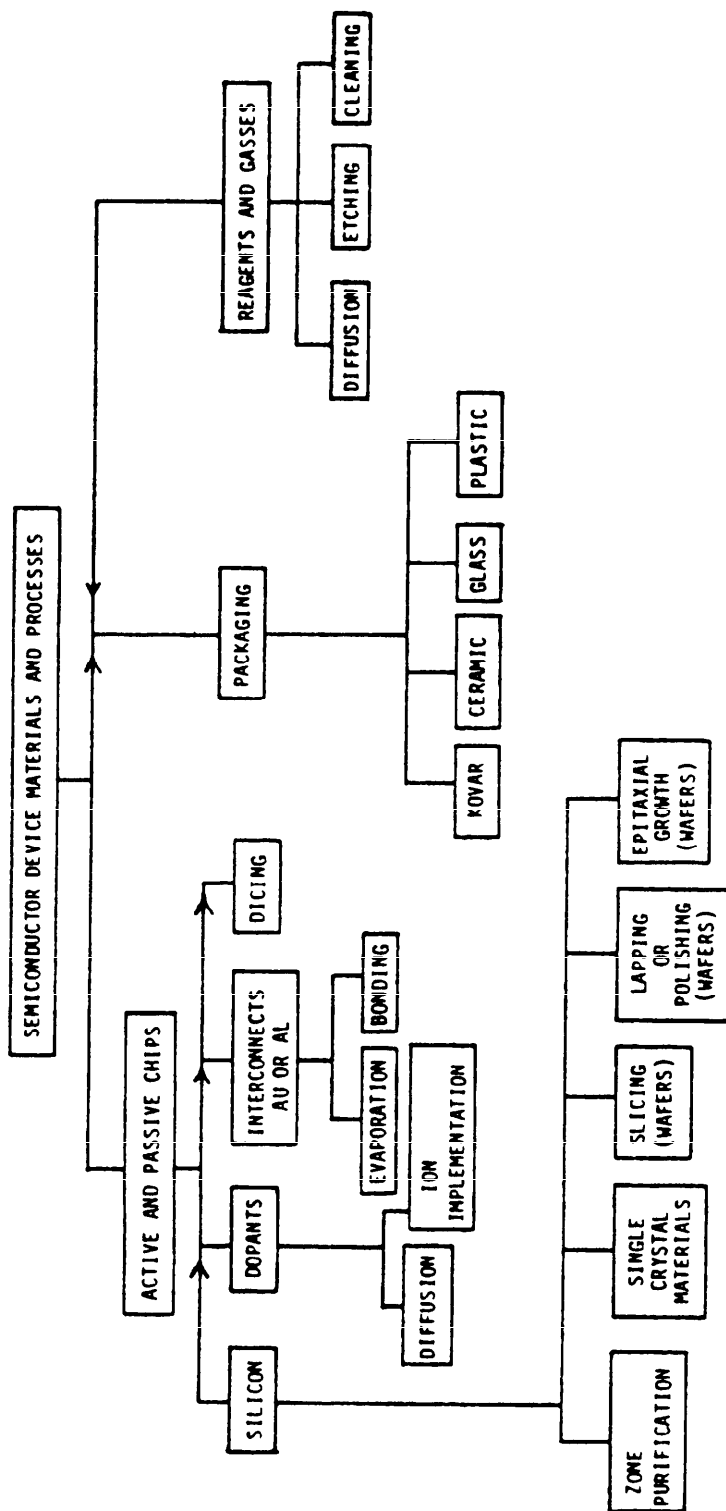 SEMICONDUCTOR DEVICE MATERIALS AND PROCESSES
ACTIVE AND PASSIVE CHIPS
PACKAGING
REAGENTS AND GASSES
SILICON
DOPANTS
INTERCONNECTS
AU OR AL
DICING
DIFFUSION
ION
IMPLEMENTATION
EVAPORATION
BONDING
KOVAR
CERAMIC
GLASS
PLASTIC
DIFFUSION
ETCHING
CLEANING
ZONE
PURIFICATION
SINGLE
CRYSTAL
MATERIALS
SLICING
(WAFERS)
LAPPING
OR
POLISHING
(WAFERS)
EPITAXIAL
GROWTH
(WAFERS)